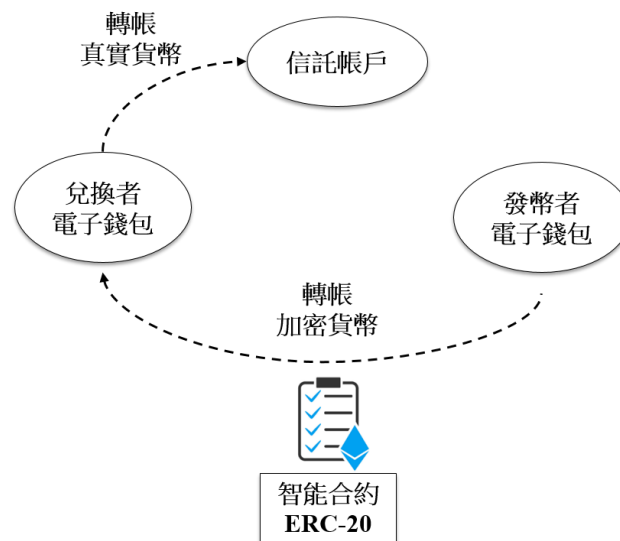 轉帳
真實貨幣
信託帳戶
兌換者
電子錢包
發幣者
電子錢包
轉帳
加密貨幣
智能合約
ERC-20